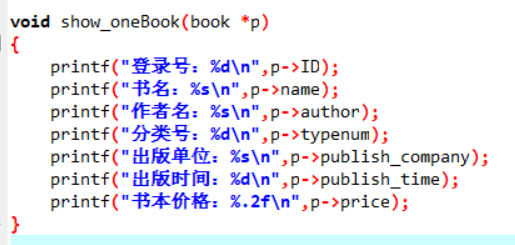 void show_oneBook(book *p)
{
printf("登录号：%d\n",p->ID);
printf("书名：%s\n",p->name);
printf("作者名：%s\n",p->author);
printf("分类号：%d\n",p->typenum);
printf("出版单位：%s\n",p->publish_company);
printf("出版时间：%d\n",p->publish_time);
printf("书本价格：%.2f\n",p->price);
}